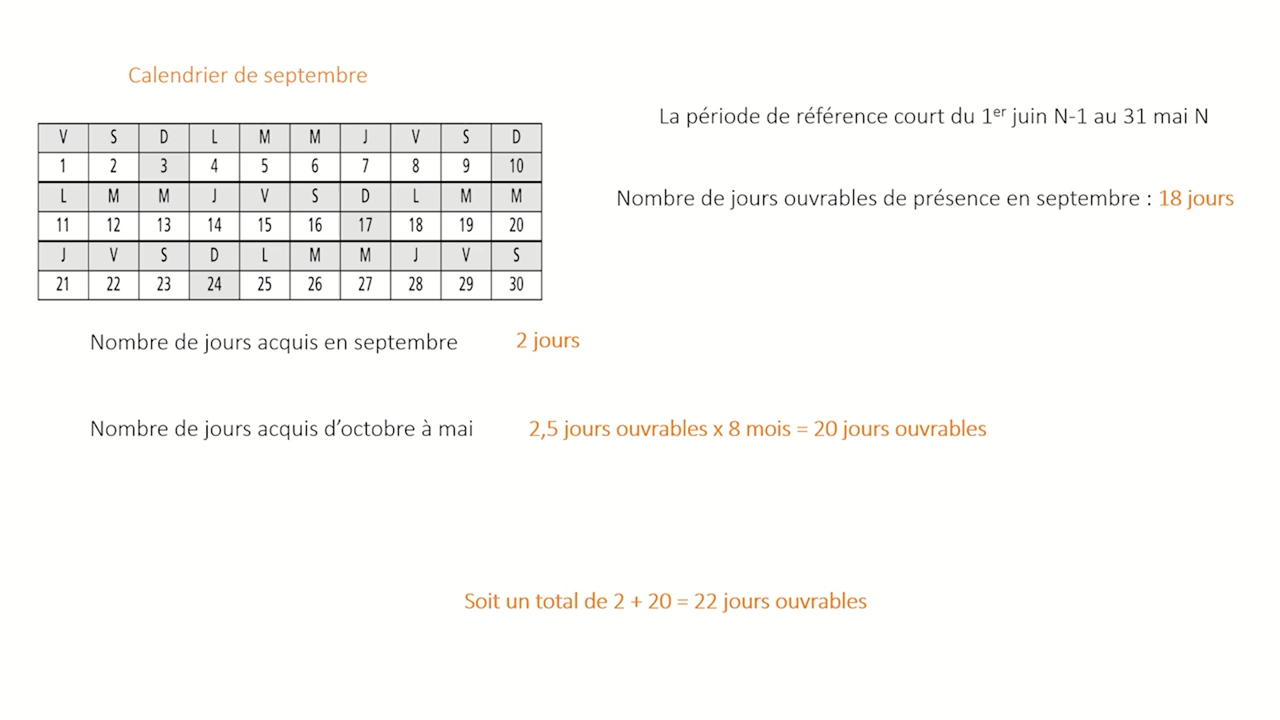 Calendrier de septembre
V S D L M M J V S D
1 2 3 4 5 6 7 8 9 10
L M M J V S D L M M
11 12 13 14 15 16 17 18 19 20
J V S D L M M J V S
21 22 23 24 25 26 27 28 29 30
La période de référence court du 1er juin N-1 au 31 mai N
Nombre de jours ouvrables de présence en septembre : 18 jours
Nombre de jours acquis en septembre 2 jours
Nombre de jours acquis d’octobre à mai 2,5 jours ouvrables x 8 mois = 20 jours ouvrables
Soit un total de 2 + 20 = 22 jours ouvrables